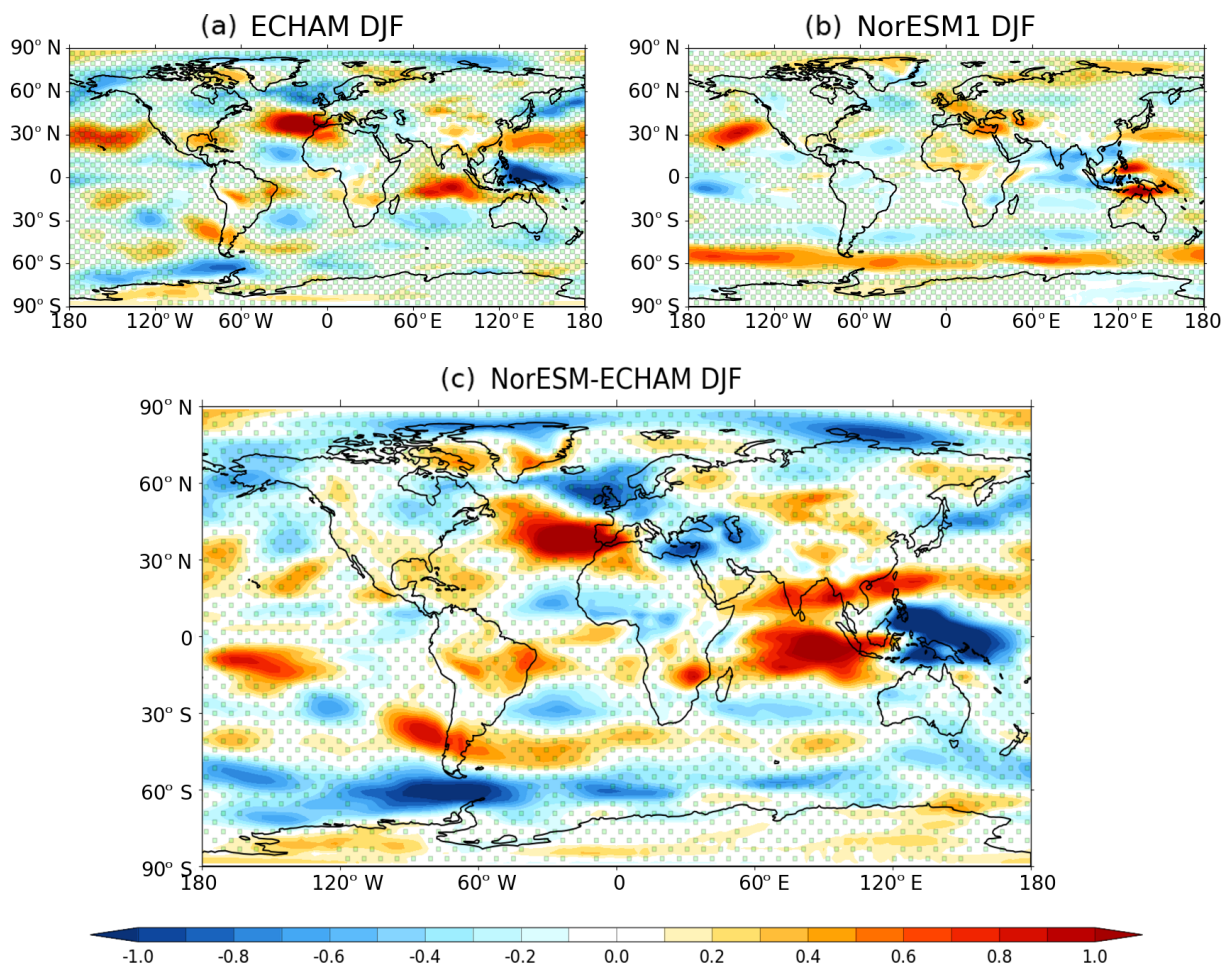 (a) ECHAM DJF
(b) NorESM1 DJF
90° N
60° N
30° N
0
30° S
60° S
90° S
180 120° W 60° W 0 60° E 120° E 180
90° N
60° N
30° N
0
30° S
60° S
90° S
180 120° W 60° W 0 60° E 120° E 180
(c) NorESM-ECHAM DJF
90° N
60° N
30° N
0
30° S
60° S
90° S
180 120° W 60° W 0 60° E 120° E 180
-1.0 -0.8 -0.6 -0.4 -0.2 0.0 0.2 0.4 0.6 0.8 1.0